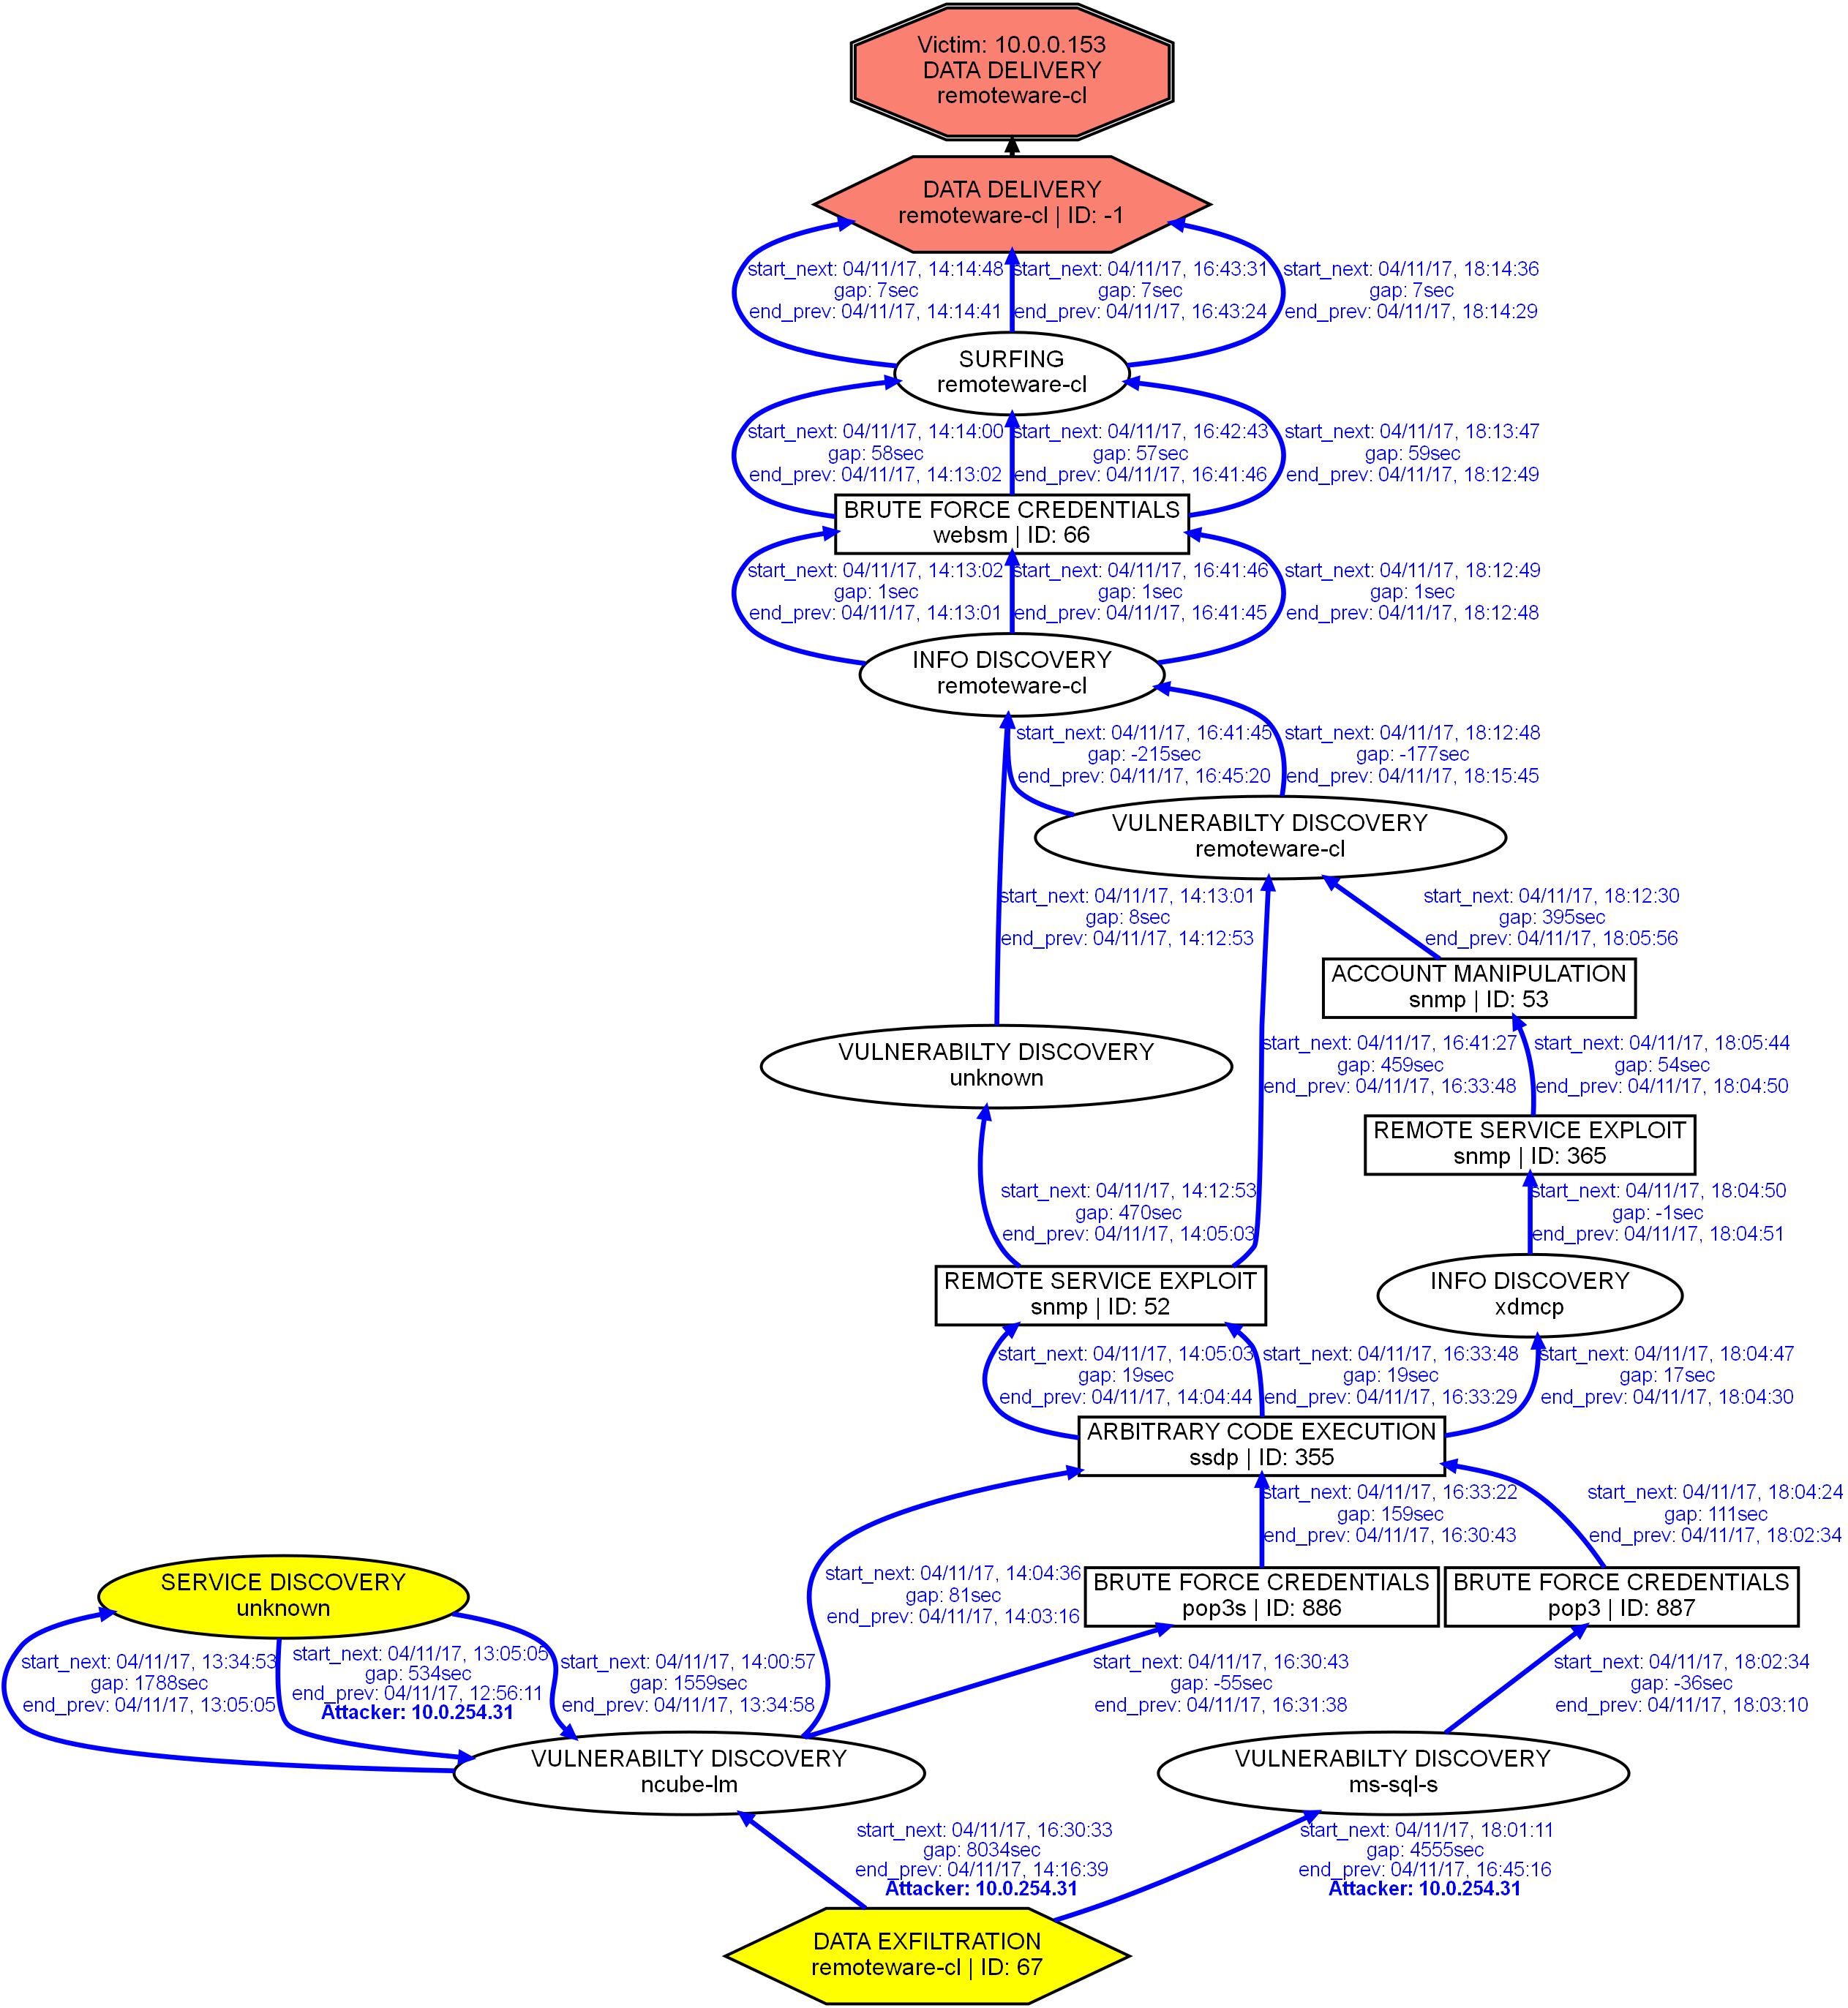 Victim: 10.0.0.153
DATA DELIVERY
remoteware-cl
DATA DELIVERY
remoteware-cl | ID: -1
start_next: 04/11/17, 14:14:48
gap: 7sec
end_prev: 04/11/17, 14:14:41
start_next: 04/11/17, 16:43:31
gap: 7sec
end_prev: 04/11/17, 16:43:24
start_next: 04/11/17, 18:14:36
gap: 7sec
end_prev: 04/11/17, 18:14:29
SURFING
remoteware-cl
start_next: 04/11/17, 14:14:00
gap: 58sec
end_prev: 04/11/17, 14:13:02
start_next: 04/11/17, 16:42:43
gap: 57sec
end_prev: 04/11/17, 16:41:46
start_next: 04/11/17, 18:13:47
gap: 59sec
end_prev: 04/11/17, 18:12:49
BRUTE FORCE CREDENTIALS
websm | ID: 66
start_next: 04/11/17, 14:13:02
gap: 1sec
end_prev: 04/11/17, 14:13:01
start_next: 04/11/17, 16:41:46
gap: 1sec
end_prev: 04/11/17, 16:41:45
start_next: 04/11/17, 18:12:49
gap: 1sec
end_prev: 04/11/17, 18:12:48
INFO DISCOVERY
remoteware-cl
start_next: 04/11/17, 16:41:45
gap: -215sec
end_prev: 04/11/17, 16:45:20
start_next: 04/11/17, 18:12:48
gap: -177sec
end_prev: 04/11/17, 18:15:45
VULNERABILTY DISCOVERY
remoteware-cl
start_next: 04/11/17, 14:13:01
gap: 8sec
end_prev: 04/11/17, 14:12:53
start_next: 04/11/17, 18:12:30
gap: 395sec
end_prev: 04/11/17, 18:05:56
ACCOUNT MANIPULATION
snmp | ID: 53
VULNERABILTY DISCOVERY
unknown
start_next: 04/11/17, 16:41:27
gap: 459sec
end_prev: 04/11/17, 16:33:48
start_next: 04/11/17, 18:05:44
gap: 54sec
end_prev: 04/11/17, 18:04:50
REMOTE SERVICE EXPLOIT
snmp | ID: 365
start_next: 04/11/17, 14:12:53
gap: 470sec
end_prev: 04/11/17, 14:05:03
start_next: 04/11/17, 18:04:50
gap: -1sec
end_prev: 04/11/17, 18:04:51
REMOTE SERVICE EXPLOIT
snmp | ID: 52
INFO DISCOVERY
xdmcp
start_next: 04/11/17, 14:05:03
gap: 19sec
end_prev: 04/11/17, 14:04:44
start_next: 04/11/17, 16:33:48
gap: 19sec
end_prev: 04/11/17, 16:33:29
start_next: 04/11/17, 18:04:47
gap: 17sec
end_prev: 04/11/17, 18:04:30
ARBITRARY CODE EXECUTION
ssdp | ID: 355
start_next: 04/11/17, 16:33:22
gap: 159sec
end_prev: 04/11/17, 16:30:43
start_next: 04/11/17, 18:04:24
gap: 111sec
end_prev: 04/11/17, 18:02:34
start_next: 04/11/17, 14:04:36
gap: 81sec
end_prev: 04/11/17, 14:03:16
SERVICE DISCOVERY
unknown
BRUTE FORCE CREDENTIALS
pop3s | ID: 886
BRUTE FORCE CREDENTIALS
pop3 | ID: 887
start_next: 04/11/17, 13:34:53
gap: 1788sec
end_prev: 04/11/17, 13:05:05
start_next: 04/11/17, 13:05:05
gap: 534sec
end_prev: 04/11/17, 12:56:11
Attacker: 10.0.254.31
start_next: 04/11/17, 14:00:57
gap: 1559sec
end_prev: 04/11/17, 13:34:58
start_next: 04/11/17, 16:30:43
gap: -55sec
end_prev: 04/11/17, 16:31:38
start_next: 04/11/17, 18:02:34
gap: -36sec
end_prev: 04/11/17, 18:03:10
VULNERABILTY DISCOVERY
ncube-lm
VULNERABILTY DISCOVERY
ms-sql-s
start_next: 04/11/17, 16:30:33
gap: 8034sec
end_prev: 04/11/17, 14:16:39
Attacker: 10.0.254.31
start_next: 04/11/17, 18:01:11
gap: 4555sec
end_prev: 04/11/17, 16:45:16
Attacker: 10.0.254.31
DATA EXFILTRATION
remoteware-cl | ID: 67